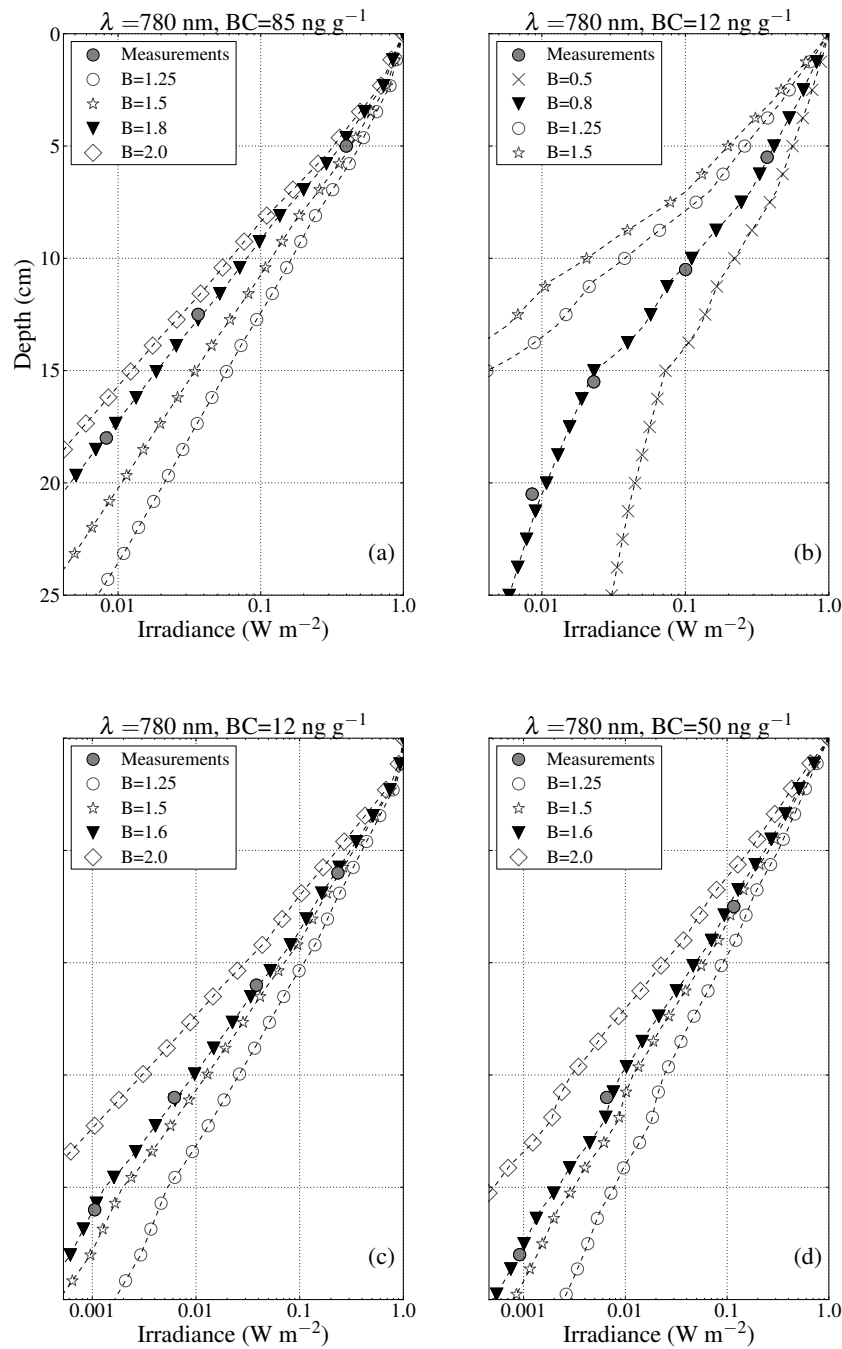 λ =780 nm, BC=85 ng g⁻¹
0
5
10
15
20
25
Depth (cm)
Measurements
B=1.25
B=1.5
B=1.8
B=2.0
(a)
0.01
0.1
1.0
Irradiance (W m⁻²)
λ =780 nm, BC=12 ng g⁻¹
Measurements
B=0.5
B=0.8
B=1.25
B=1.5
(b)
0.01
0.1
1.0
Irradiance (W m⁻²)
λ =780 nm, BC=12 ng g⁻¹
Measurements
B=1.25
B=1.5
B=1.6
B=2.0
(c)
0.001
0.01
0.1
1.0
Irradiance (W m⁻²)
λ =780 nm, BC=50 ng g⁻¹
Measurements
B=1.25
B=1.5
B=1.6
B=2.0
(d)
0.001
0.01
0.1
1.0
Irradiance (W m⁻²)